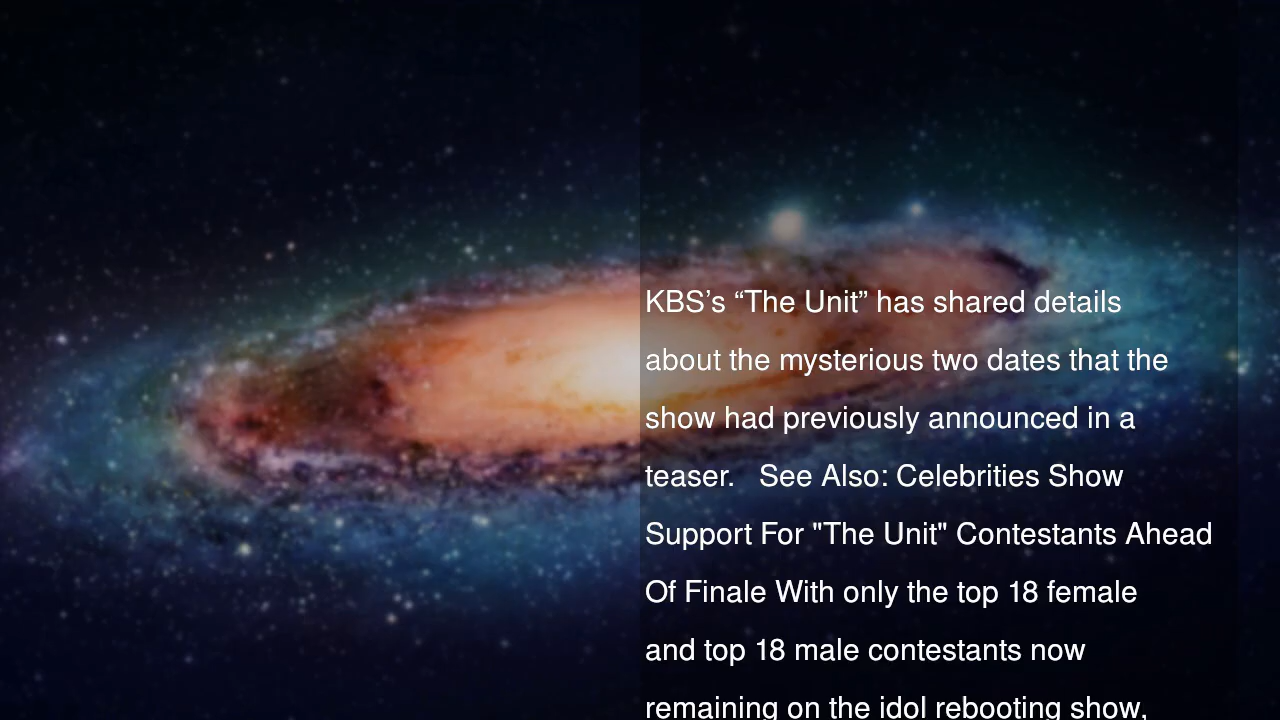 KBS’s “The Unit” has shared details
about the mysterious two dates that the
show had previously announced in a
teaser.   See Also: Celebrities Show
Support For "The Unit" Contestants Ahead
Of Finale With only the top 18 female
and top 18 male contestants now
remaining on the idol rebooting show,